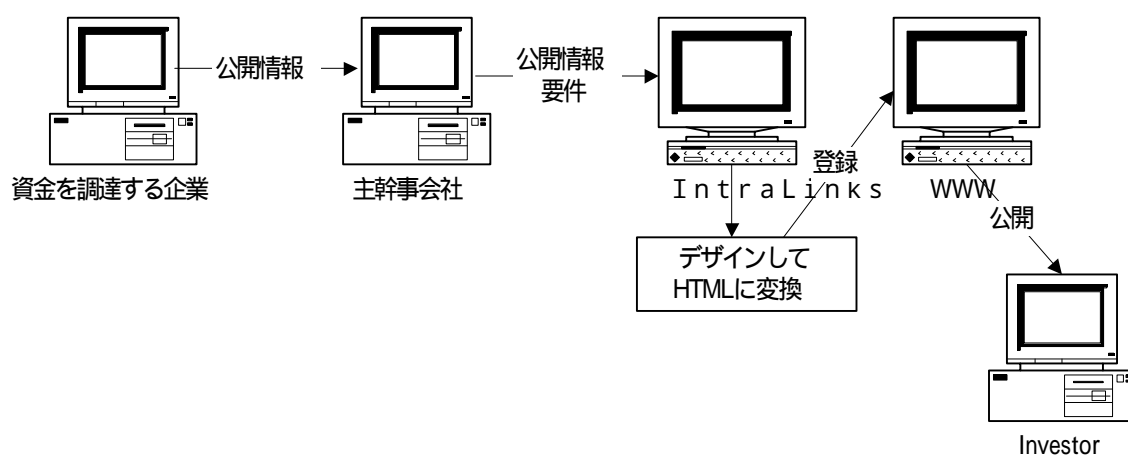 公開情報
公開情報
要件
資金を調達する企業
主幹事会社
登録
IntraLinks
WWW
公開
デザインして
HTMLに変換
Investor